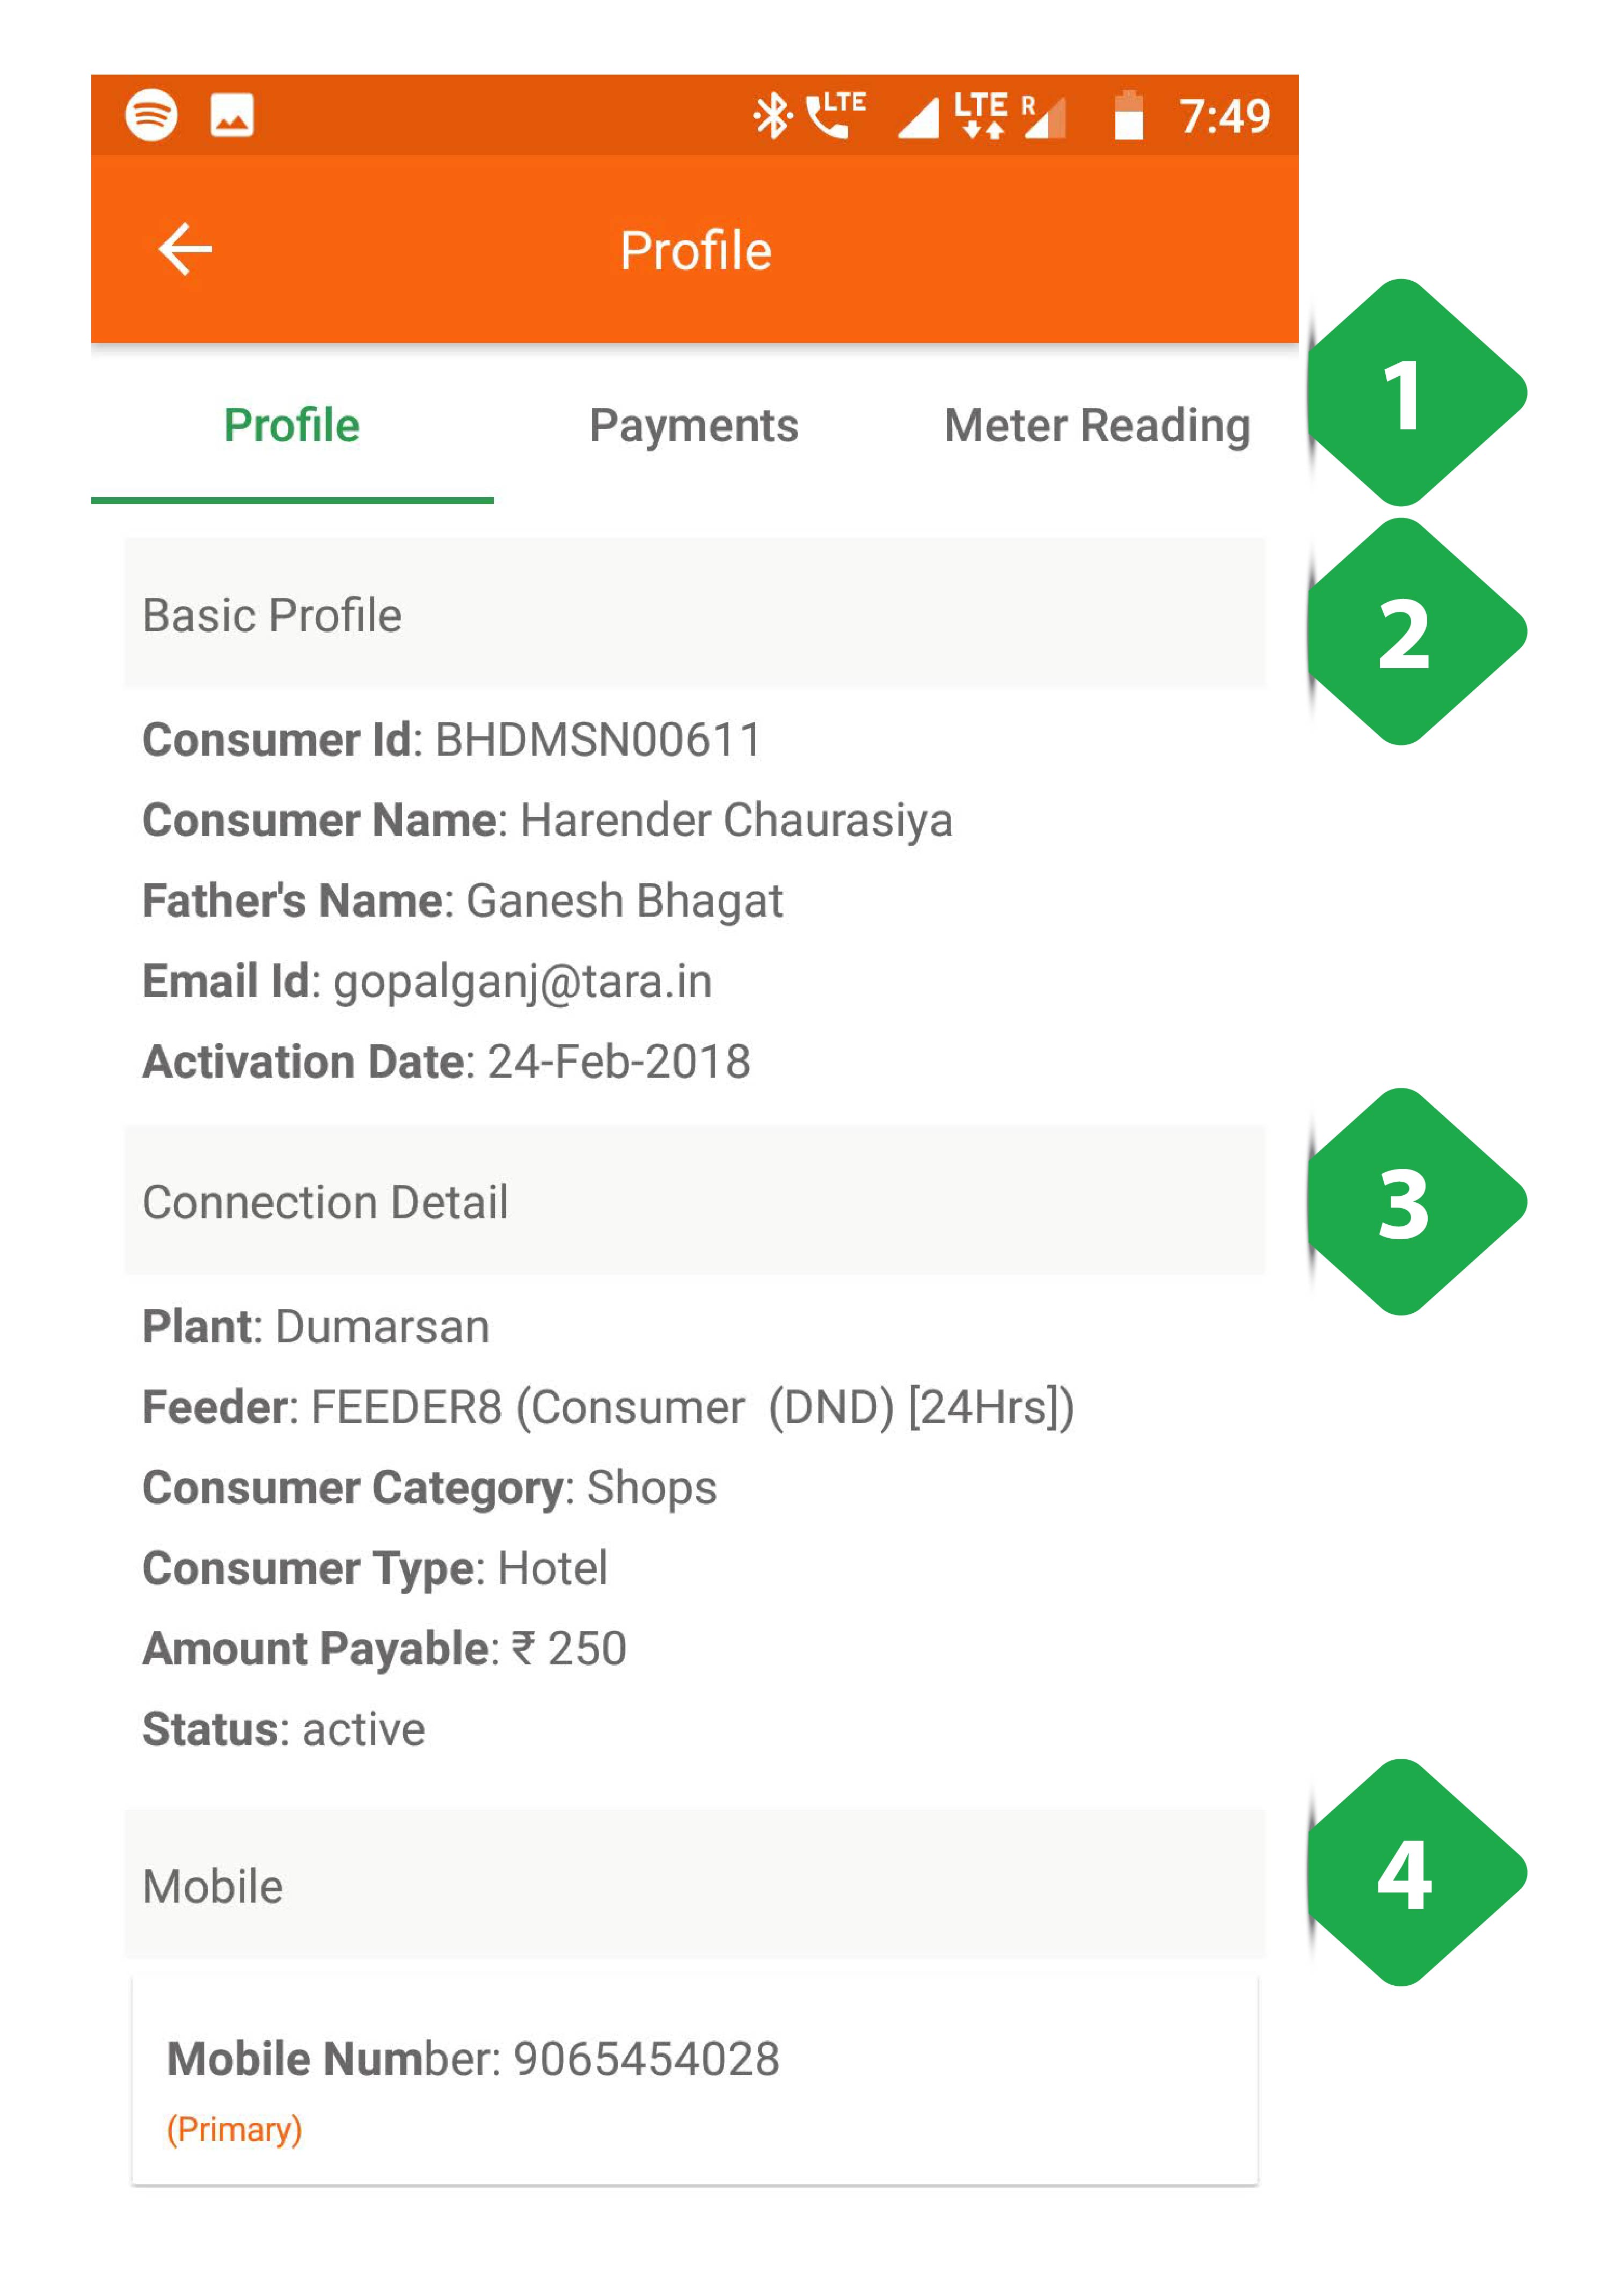 LTE LTE R 7:49
Profile
Profile Payments Meter Reading
1
Basic Profile
2
Consumer Id: BHDMSN00611
Consumer Name: Harender Chaurasiya
Father's Name: Ganesh Bhagat
Email Id: gopalganj@tara.in
Activation Date: 24-Feb-2018
Connection Detail
3
Plant: Dumarsan
Feeder: FEEDER8 (Consumer  (DND) [24Hrs])
Consumer Category: Shops
Consumer Type: Hotel
Amount Payable: ₹ 250
Status: active
Mobile
4
Mobile Number: 9065454028
(Primary)